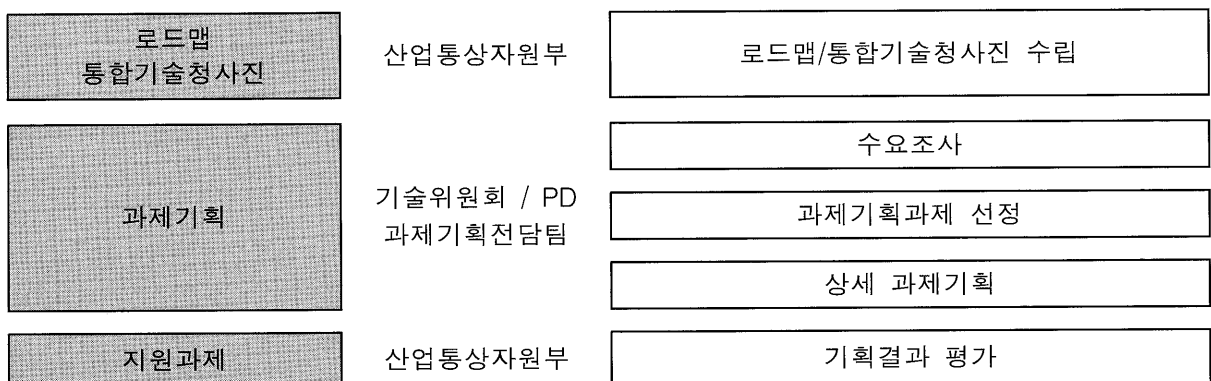 로드맵
통합기술청사진
산업통상자원부
로드맵/통합기술청사진 수립
과제기획
기술위원회 / PD
과제기획전담팀
수요조사
과제기획과제 선정
상세 과제기획
지원과제
산업통상자원부
기획결과 평가